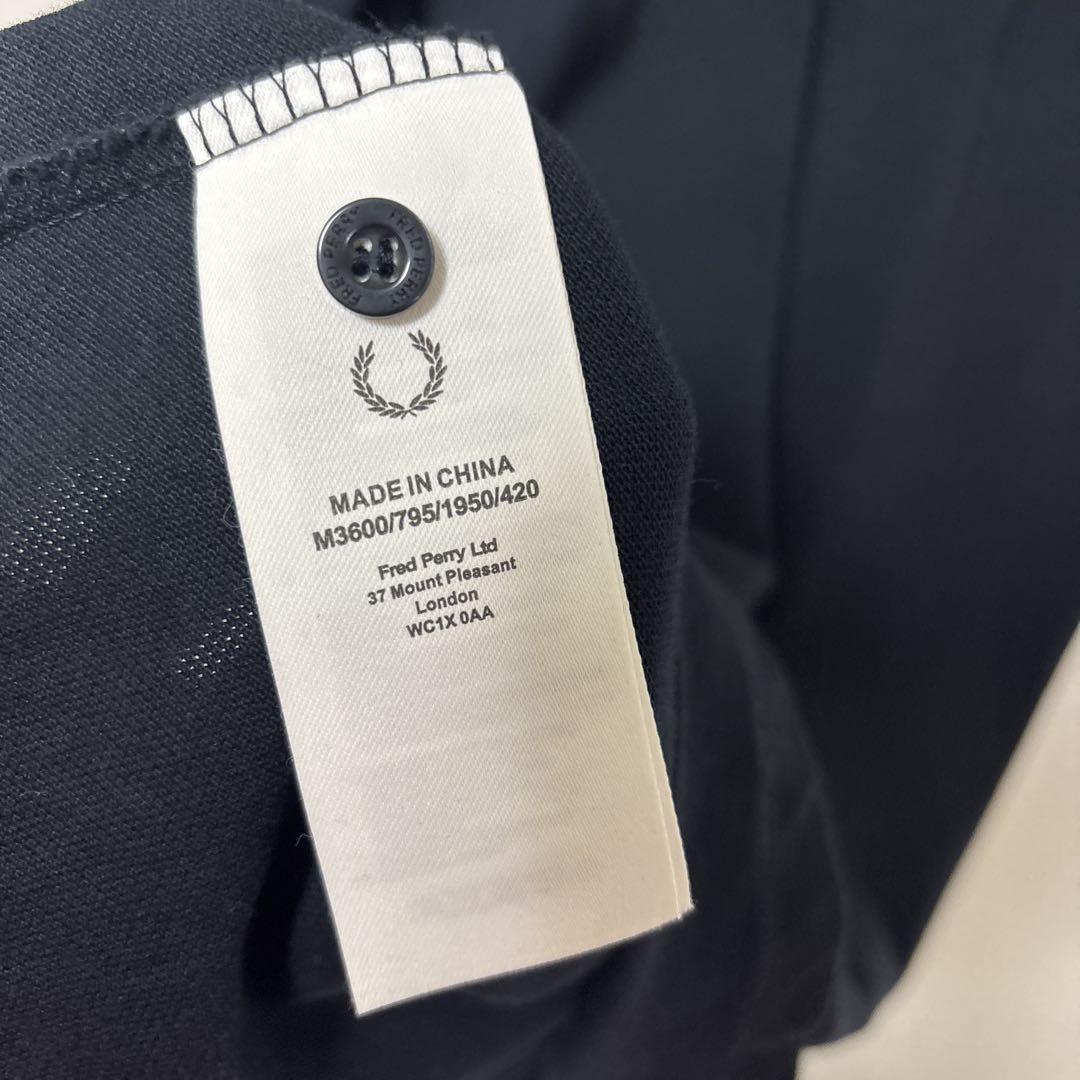 FRED PERRY FRED PERRY
MADE IN CHINA
M3600/795/1950/420
Fred Perry Ltd
37 Mount Pleasant
London
WC1X 0AA